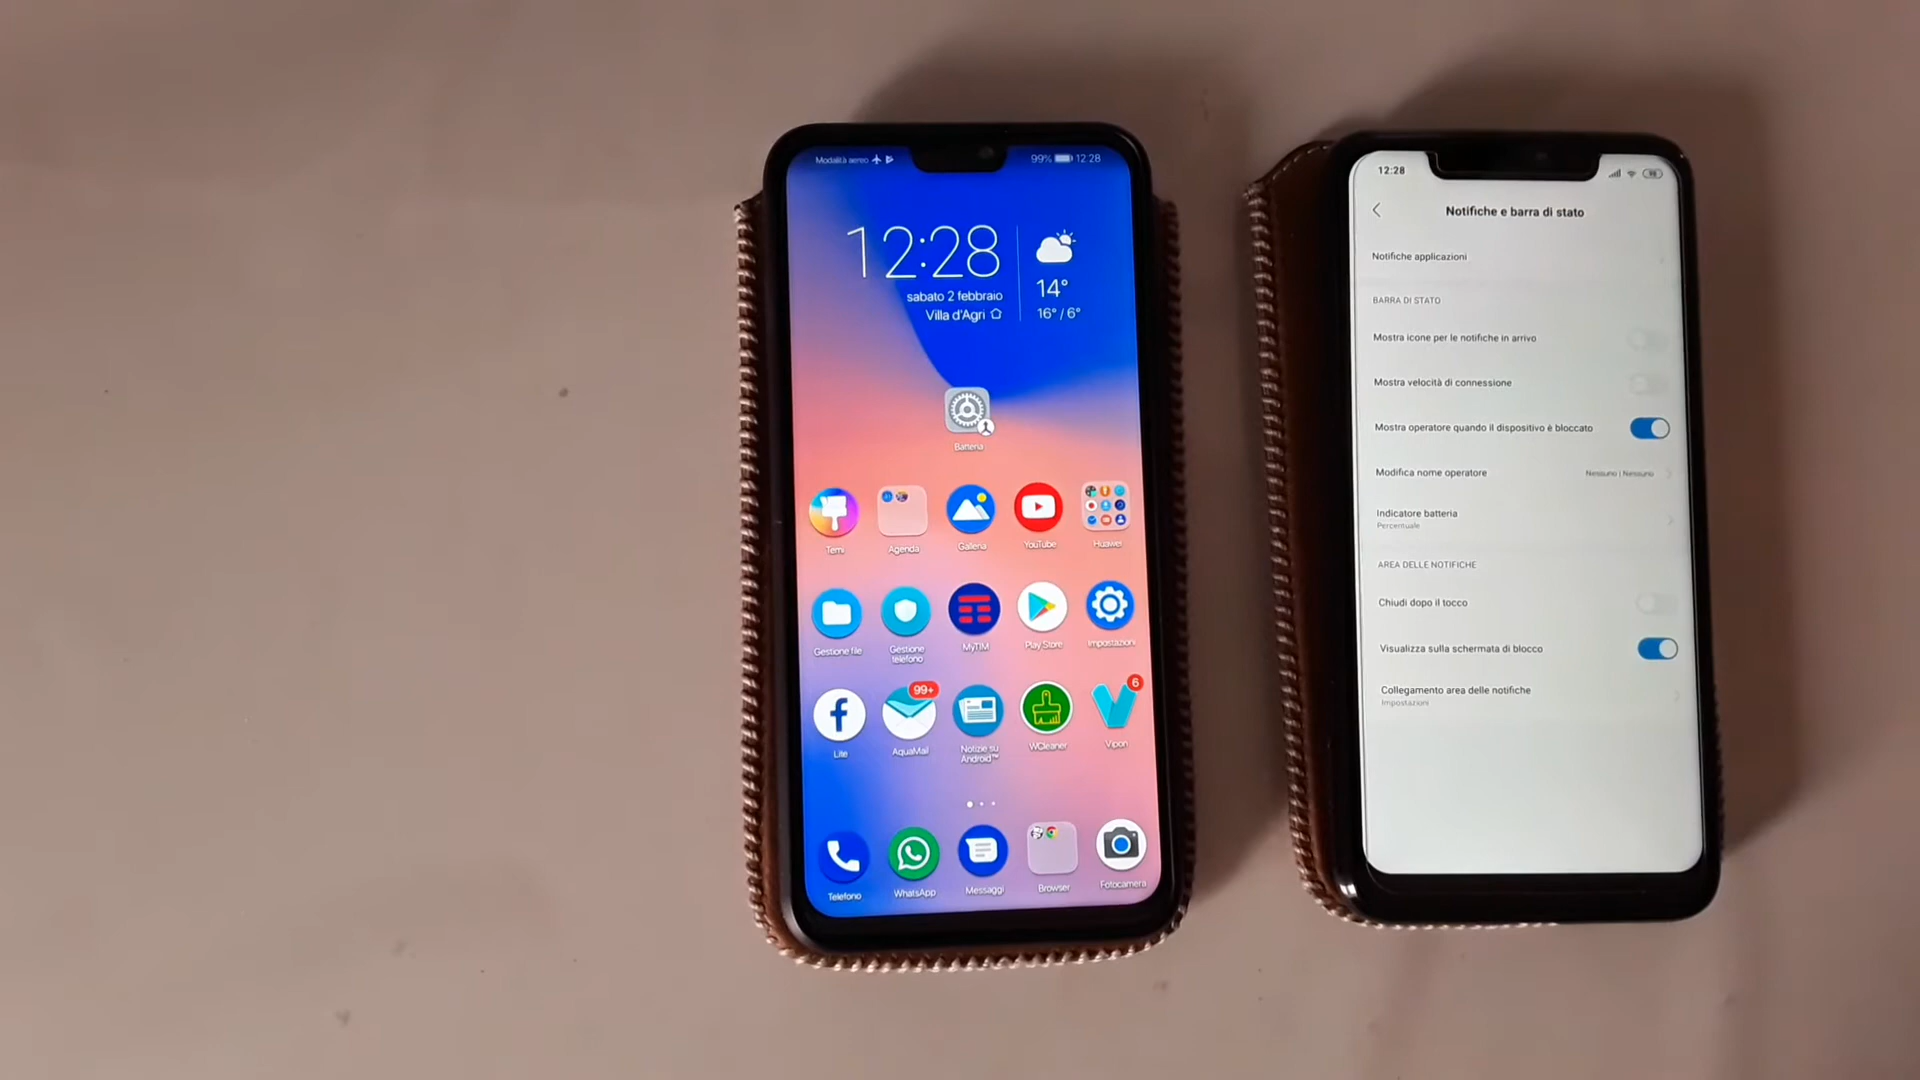 Modalità aereo
99% 12:28
12:28
sabato 2 febbraio
Villa d'Agri
14°
16° / 6°
Batteria
Temi
Agenda
Galleria
YouTube
Huawei
Gestione file
Gestione
telefono
MyTIM
Play Store
Impostazioni
99+
6
Lite
AquaMail
Notizie su
Android™
WCleaner
Vipon
Telefono
WhatsApp
Messaggi
Browser
Fotocamera
12:28
Notifiche e barra di stato
Notifiche applicazioni
BARRA DI STATO
Mostra icone per le notifiche in arrivo
Mostra velocità di connessione
Mostra operatore quando il dispositivo è bloccato
Modifica nome operatore
Nessuno | Nessuno
Indicatore batteria
Percentuale
AREA DELLE NOTIFICHE
Chiudi dopo il tocco
Visualizza sulla schermata di blocco
Collegamento area delle notifiche
Impostazioni